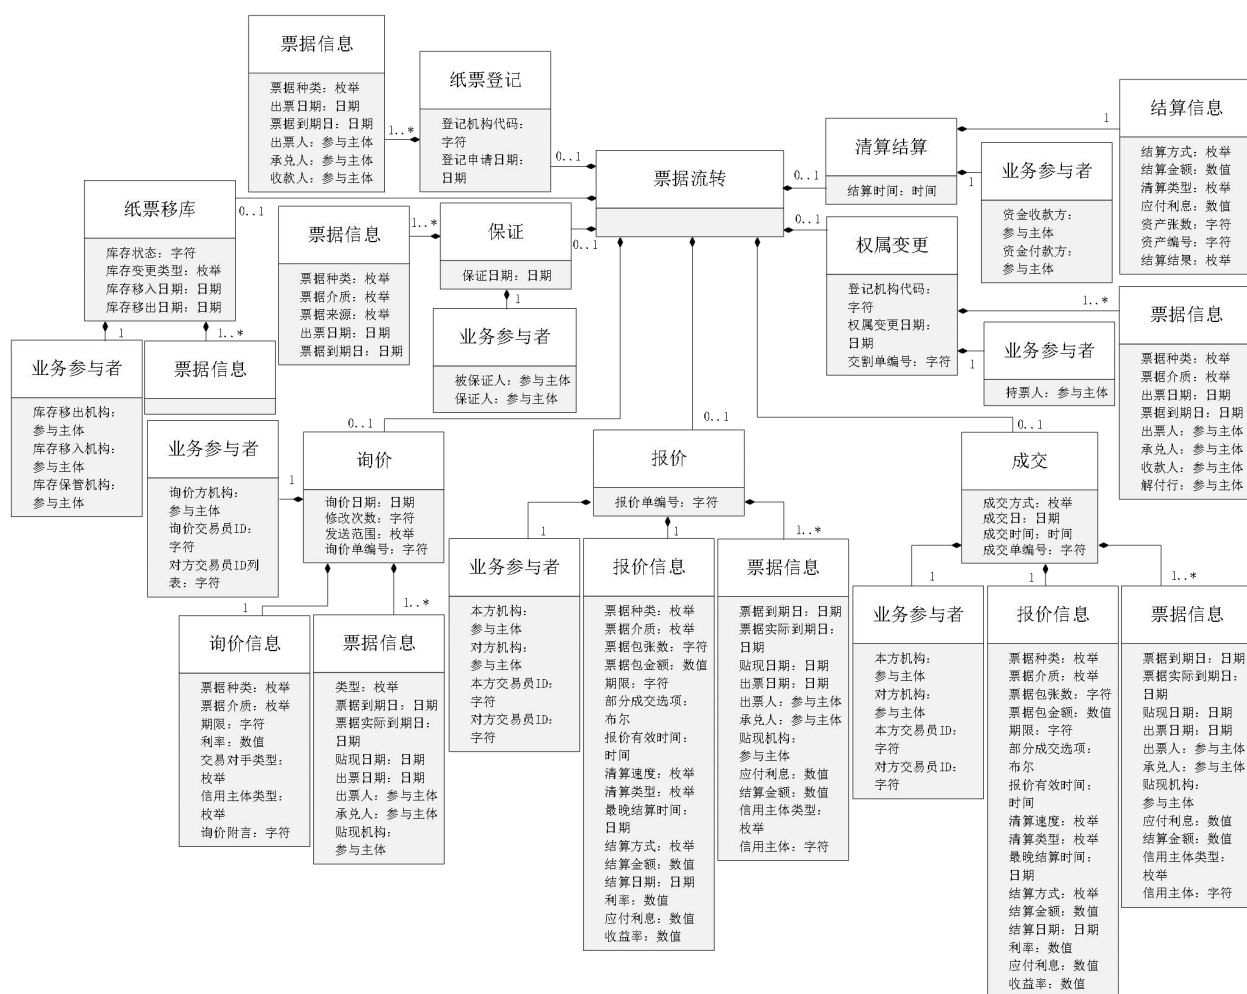 票据信息
票据种类：枚举
出票日期：日期
票据到期日：日期
出票人：参与主体
承兑人：参与主体
收款人：参与主体
1..*
纸票登记
登记机构代码：
字符
登记申请日期：
日期
0..1
票据流转
0..1
清算结算
结算时间：时间
1
结算信息
结算方式：枚举
结算金额：数值
清算类型：枚举
应付利息：数值
资产张数：字符
资产编号：字符
结算结果：枚举
1
业务参与者
资金收款方：
参与主体
资金付款方：
参与主体
纸票移库
库存状态：字符
库存变更类型：枚举
库存移入日期：日期
库存移出日期：日期
0..1
票据信息
票据种类：枚举
票据介质：枚举
票据来源：枚举
出票日期：日期
票据到期日：日期
1..*
保证
保证日期：日期
0..1
1
业务参与者
被保证人：参与主体
保证人：参与主体
0..1
权属变更
登记机构代码：
字符
权属变更日期：
日期
交割单编号：字符
1..*
票据信息
票据种类：枚举
票据介质：枚举
出票日期：日期
票据到期日：日期
出票人：参与主体
承兑人：参与主体
收款人：参与主体
解付行：参与主体
1
业务参与者
持票人：参与主体
1
业务参与者
库存移出机构：
参与主体
库存移入机构：
参与主体
库存保管机构：
参与主体
1..*
票据信息
业务参与者
询价方机构：
参与主体
询价交易员ID：
字符
对方交易员ID列
表：字符
1
0..1
询价
询价日期：日期
修改次数：字符
发送范围：枚举
询价单编号：字符
1
询价信息
票据种类：枚举
票据介质：枚举
期限：字符
利率：数值
交易对手类型：
枚举
信用主体类型：
枚举
询价附言：字符
1..*
票据信息
类型：枚举
票据到期日：日期
票据实际到期日：
日期
贴现日期：日期
出票日期：日期
出票人：参与主体
承兑人：参与主体
贴现机构：
参与主体
0..1
报价
报价单编号：字符
1
业务参与者
本方机构：
参与主体
对方机构：
参与主体
本方交易员ID：
字符
对方交易员ID：
字符
1
报价信息
票据种类：枚举
票据介质：枚举
票据包张数：字符
票据包金额：数值
期限：字符
部分成交选项：
布尔
报价有效时间：
时间
清算速度：枚举
清算类型：枚举
最晚结算时间：
日期
结算方式：枚举
结算金额：数值
结算日期：日期
利率：数值
应付利息：数值
收益率：数值
1..*
票据信息
票据到期日：日期
票据实际到期日：
日期
贴现日期：日期
出票日期：日期
出票人：参与主体
承兑人：参与主体
贴现机构：
参与主体
应付利息：数值
结算金额：数值
信用主体类型：
枚举
信用主体：字符
0..1
成交
成交方式：枚举
成交日：日期
成交时间：时间
成交单编号：字符
1
业务参与者
本方机构：
参与主体
对方机构：
参与主体
本方交易员ID：
字符
对方交易员ID：
字符
1
报价信息
票据种类：枚举
票据介质：枚举
票据包张数：字符
票据包金额：数值
期限：字符
部分成交选项：
布尔
报价有效时间：
时间
清算速度：枚举
清算类型：枚举
最晚结算时间：
日期
结算方式：枚举
结算金额：数值
结算日期：日期
利率：数值
应付利息：数值
收益率：数值
1..*
票据信息
票据到期日：日期
票据实际到期日：
日期
贴现日期：日期
出票日期：日期
出票人：参与主体
承兑人：参与主体
贴现机构：
参与主体
应付利息：数值
结算金额：数值
信用主体类型：
枚举
信用主体：字符